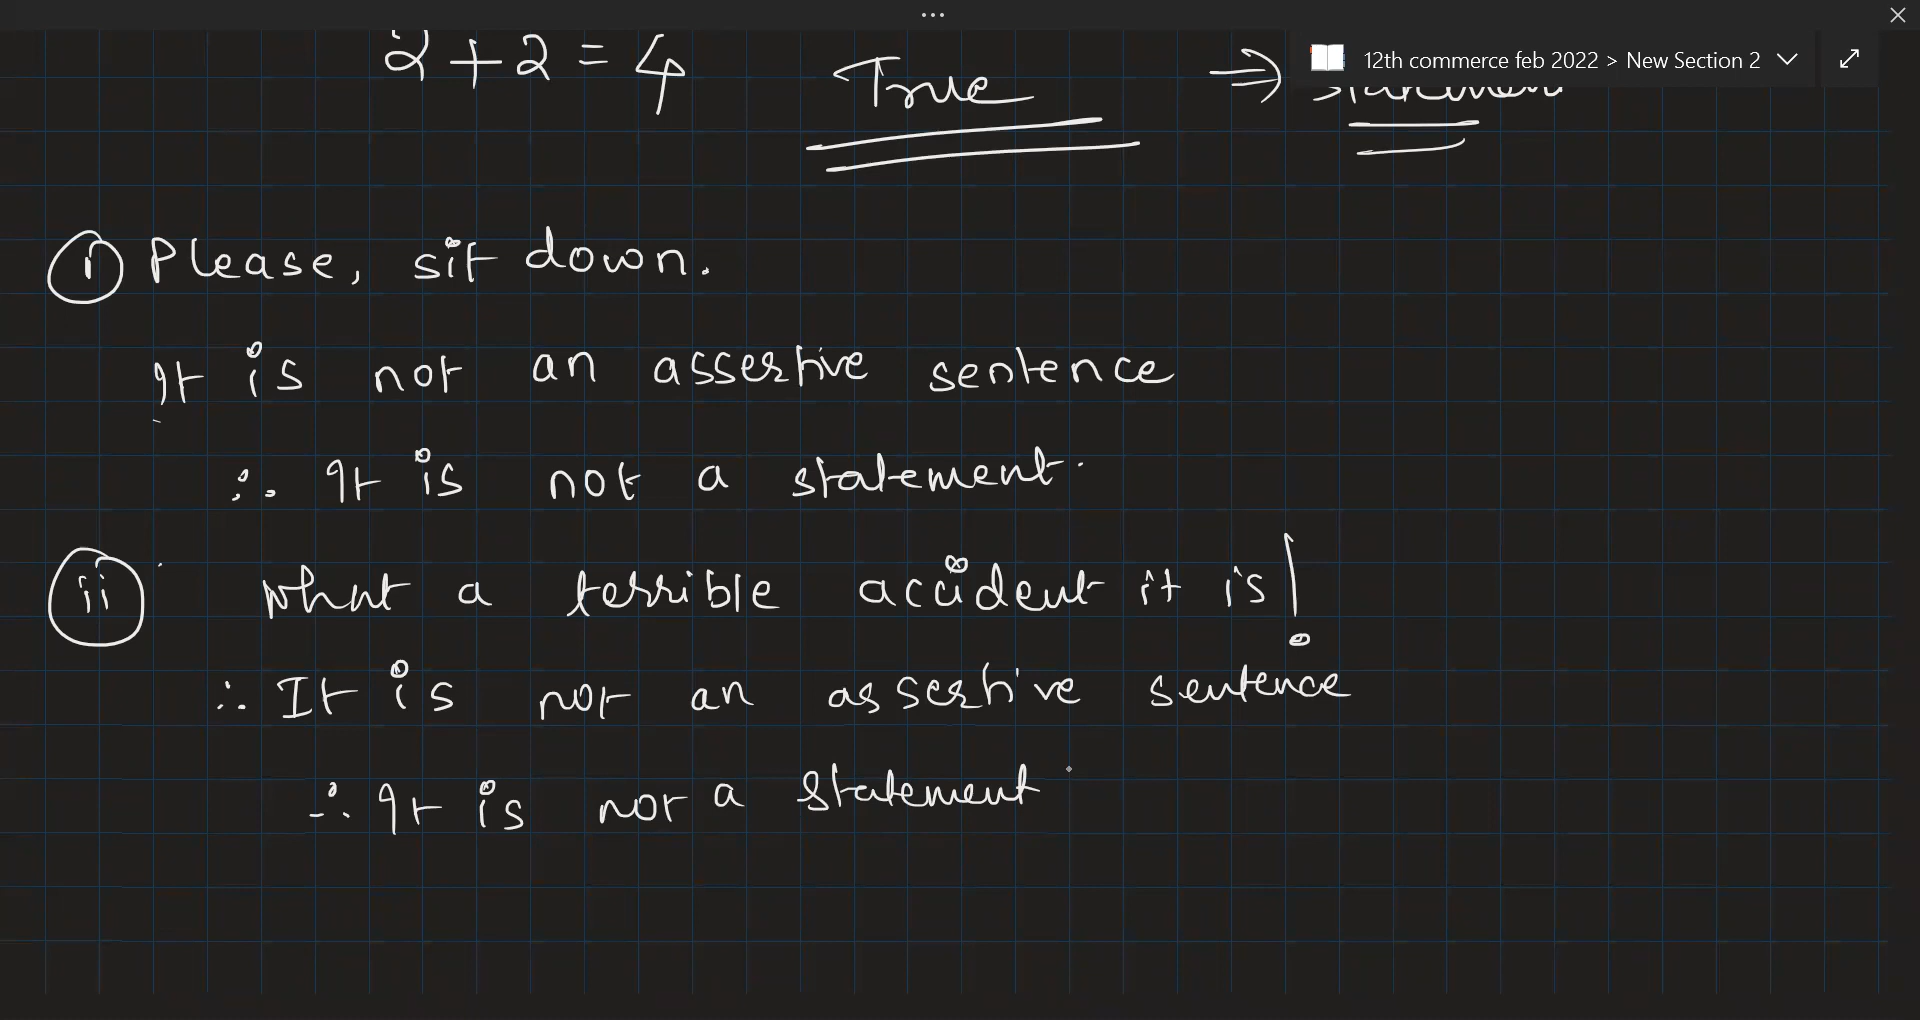 2+2=4 True ⇒ statement
12th commerce feb 2022 > New Section 2
i Please, sit down.
It is not an assertive sentence
∴ It is not a statement.
ii What a terrible accident it is!
∴ It is not an assertive sentence
∴ It is not a statement.